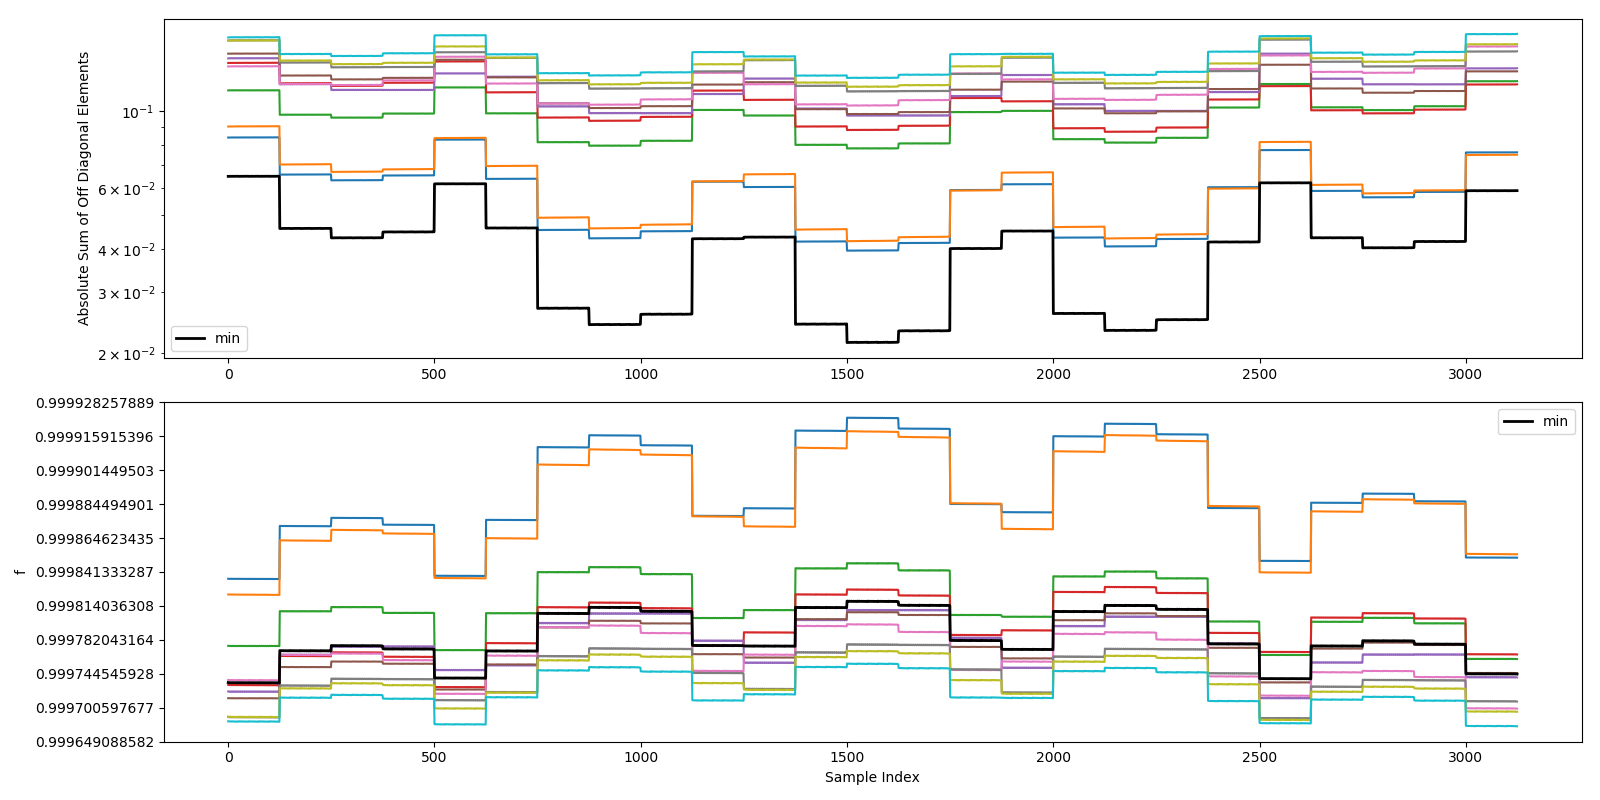 Absolute Sum of Off Diagonal Elements
10⁻¹
6 × 10⁻²
4 × 10⁻²
3 × 10⁻²
2 × 10⁻²
min
0 500 1000 1500 2000 2500 3000
f
0.999928257889
0.999915915396
0.999901449503
0.999884494901
0.999864623435
0.999841333287
0.999814036308
0.999782043164
0.999744545928
0.999700597677
0.999649088582
min
0 500 1000 1500 2000 2500 3000
Sample Index